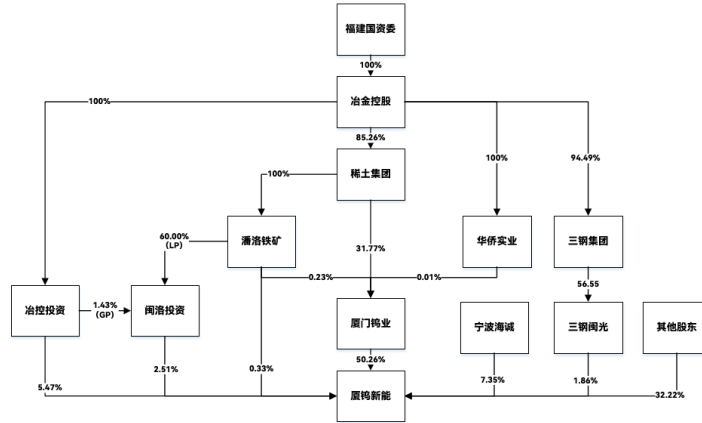 福建国资委
100%
冶金控股
100%
85.26%
100%
94.49%
稀土集团
100%
潘洛铁矿
60.00%
(LP)
31.77%
华侨实业
三钢集团
0.23%
0.01%
56.55
冶控投资
1.43%
(GP)
闽洛投资
厦门钨业
宁波海诚
三钢闽光
其他股东
5.47%
2.51%
0.33%
50.26%
7.35%
1.86%
32.22%
厦钨新能